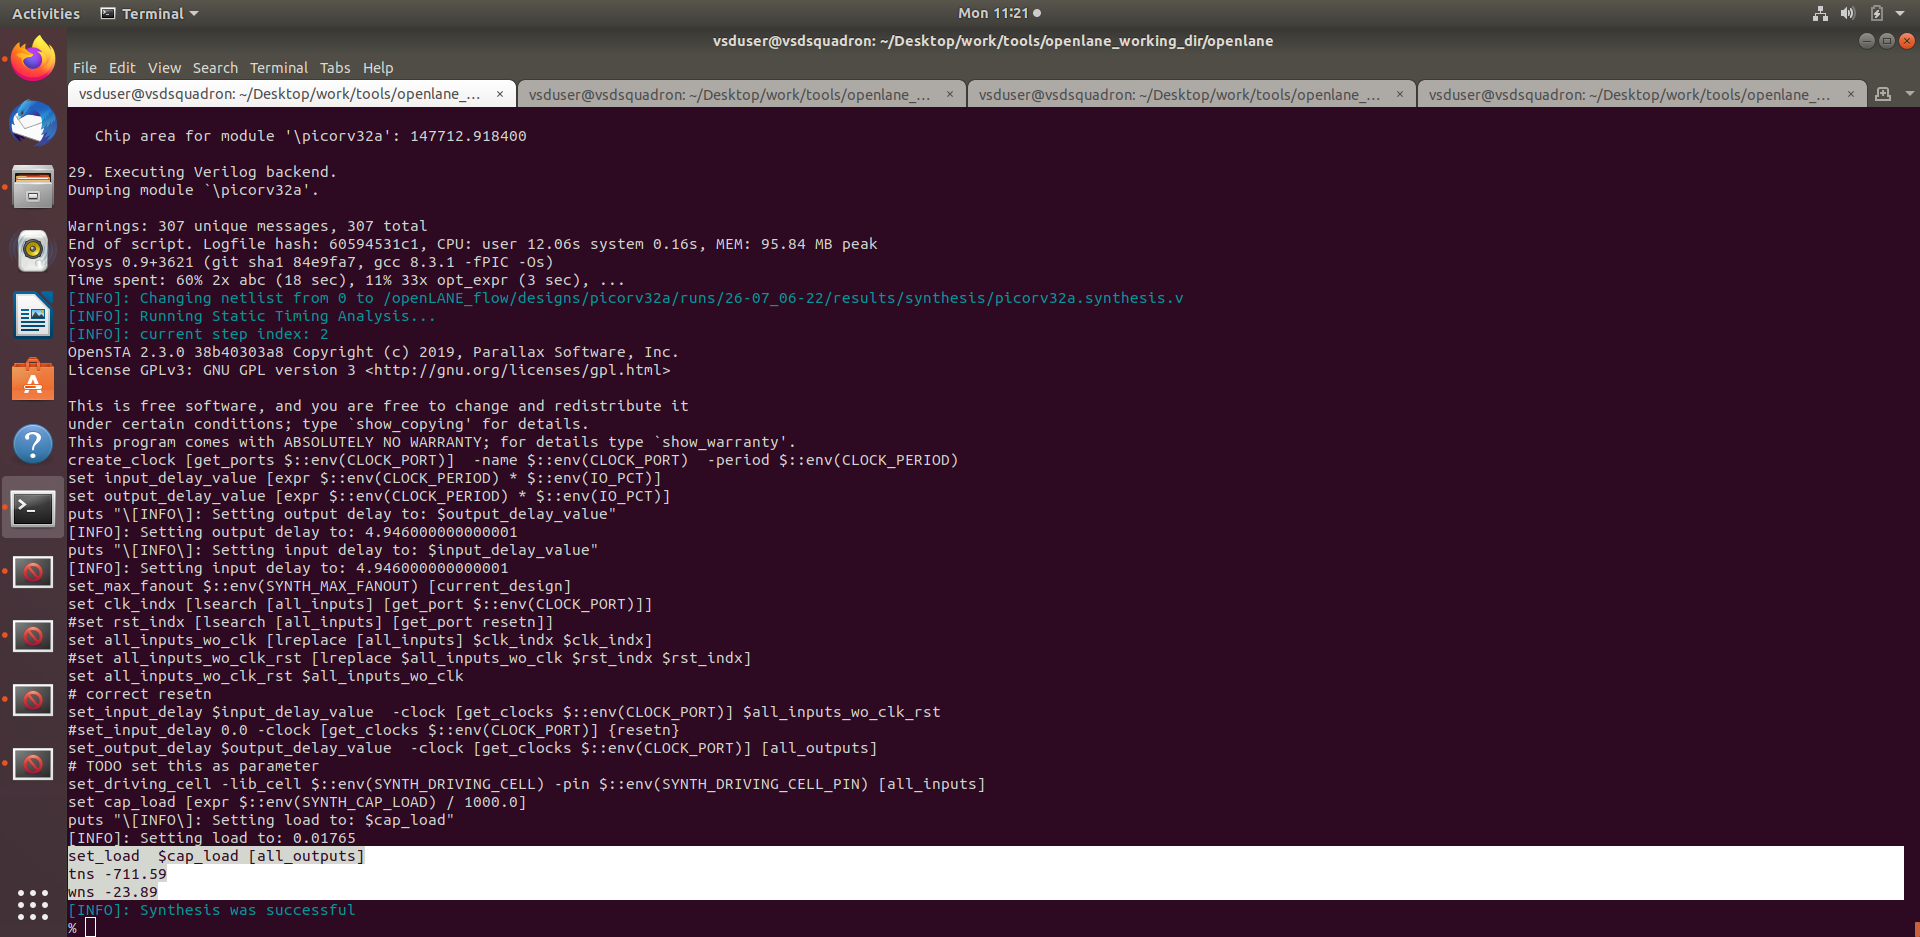 Activities
Terminal
Mon 11:21
vsduser@vsdsquadron: ~/Desktop/work/tools/openlane_working_dir/openlane
File Edit View Search Terminal Tabs Help
vsduser@vsdsquadron: ~/Desktop/work/tools/openlane_... ×
vsduser@vsdsquadron: ~/Desktop/work/tools/openlane_... ×
vsduser@vsdsquadron: ~/Desktop/work/tools/openlane_... ×
vsduser@vsdsquadron: ~/Desktop/work/tools/openlane_... ×
Chip area for module '\picorv32a': 147712.918400
29. Executing Verilog backend.
Dumping module `\picorv32a'.
Warnings: 307 unique messages, 307 total
End of script. Logfile hash: 60594531c1, CPU: user 12.06s system 0.16s, MEM: 95.84 MB peak
Yosys 0.9+3621 (git sha1 84e9fa7, gcc 8.3.1 -fPIC -Os)
Time spent: 60% 2x abc (18 sec), 11% 33x opt_expr (3 sec), ...
[INFO]: Changing netlist from 0 to /openLANE_flow/designs/picorv32a/runs/26-07_06-22/results/synthesis/picorv32a.synthesis.v
[INFO]: Running Static Timing Analysis...
[INFO]: current step index: 2
OpenSTA 2.3.0 38b40303a8 Copyright (c) 2019, Parallax Software, Inc.
License GPLv3: GNU GPL version 3 <http://gnu.org/licenses/gpl.html>
This is free software, and you are free to change and redistribute it
under certain conditions; type `show_copying' for details.
This program comes with ABSOLUTELY NO WARRANTY; for details type `show_warranty'.
create_clock [get_ports $::env(CLOCK_PORT)]  -name $::env(CLOCK_PORT)  -period $::env(CLOCK_PERIOD)
set input_delay_value [expr $::env(CLOCK_PERIOD) * $::env(IO_PCT)]
set output_delay_value [expr $::env(CLOCK_PERIOD) * $::env(IO_PCT)]
puts "\[INFO\]: Setting output delay to: $output_delay_value"
[INFO]: Setting output delay to: 4.946000000000001
puts "\[INFO\]: Setting input delay to: $input_delay_value"
[INFO]: Setting input delay to: 4.946000000000001
set_max_fanout $::env(SYNTH_MAX_FANOUT) [current_design]
set clk_indx [lsearch [all_inputs] [get_port $::env(CLOCK_PORT)]]
#set rst_indx [lsearch [all_inputs] [get_port resetn]]
set all_inputs_wo_clk [lreplace [all_inputs] $clk_indx $clk_indx]
#set all_inputs_wo_clk_rst [lreplace $all_inputs_wo_clk $rst_indx $rst_indx]
set all_inputs_wo_clk_rst $all_inputs_wo_clk
# correct resetn
set_input_delay $input_delay_value  -clock [get_clocks $::env(CLOCK_PORT)] $all_inputs_wo_clk_rst
#set_input_delay 0.0 -clock [get_clocks $::env(CLOCK_PORT)] {resetn}
set_output_delay $output_delay_value  -clock [get_clocks $::env(CLOCK_PORT)] [all_outputs]
# TODO set this as parameter
set_driving_cell -lib_cell $::env(SYNTH_DRIVING_CELL) -pin $::env(SYNTH_DRIVING_CELL_PIN) [all_inputs]
set cap_load [expr $::env(SYNTH_CAP_LOAD) / 1000.0]
puts "\[INFO\]: Setting load to: $cap_load"
[INFO]: Setting load to: 0.01765
set_load  $cap_load [all_outputs]
tns -711.59
wns -23.89
[INFO]: Synthesis was successful
%